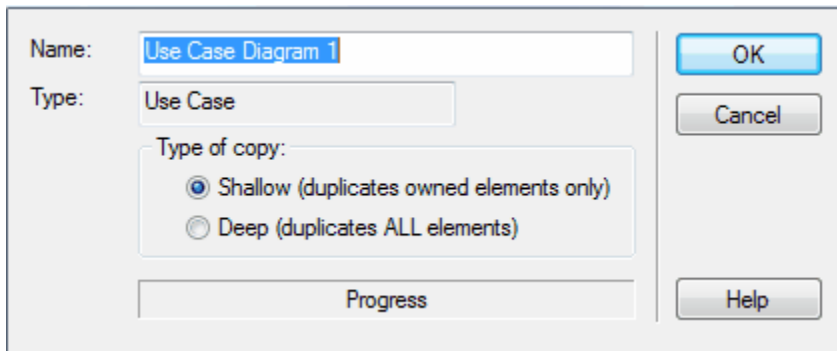 Name:
Use Case Diagram 1
OK
Type:
Use Case
Cancel
Type of copy:
Shallow (duplicates owned elements only)
Deep (duplicates ALL elements)
Progress
Help